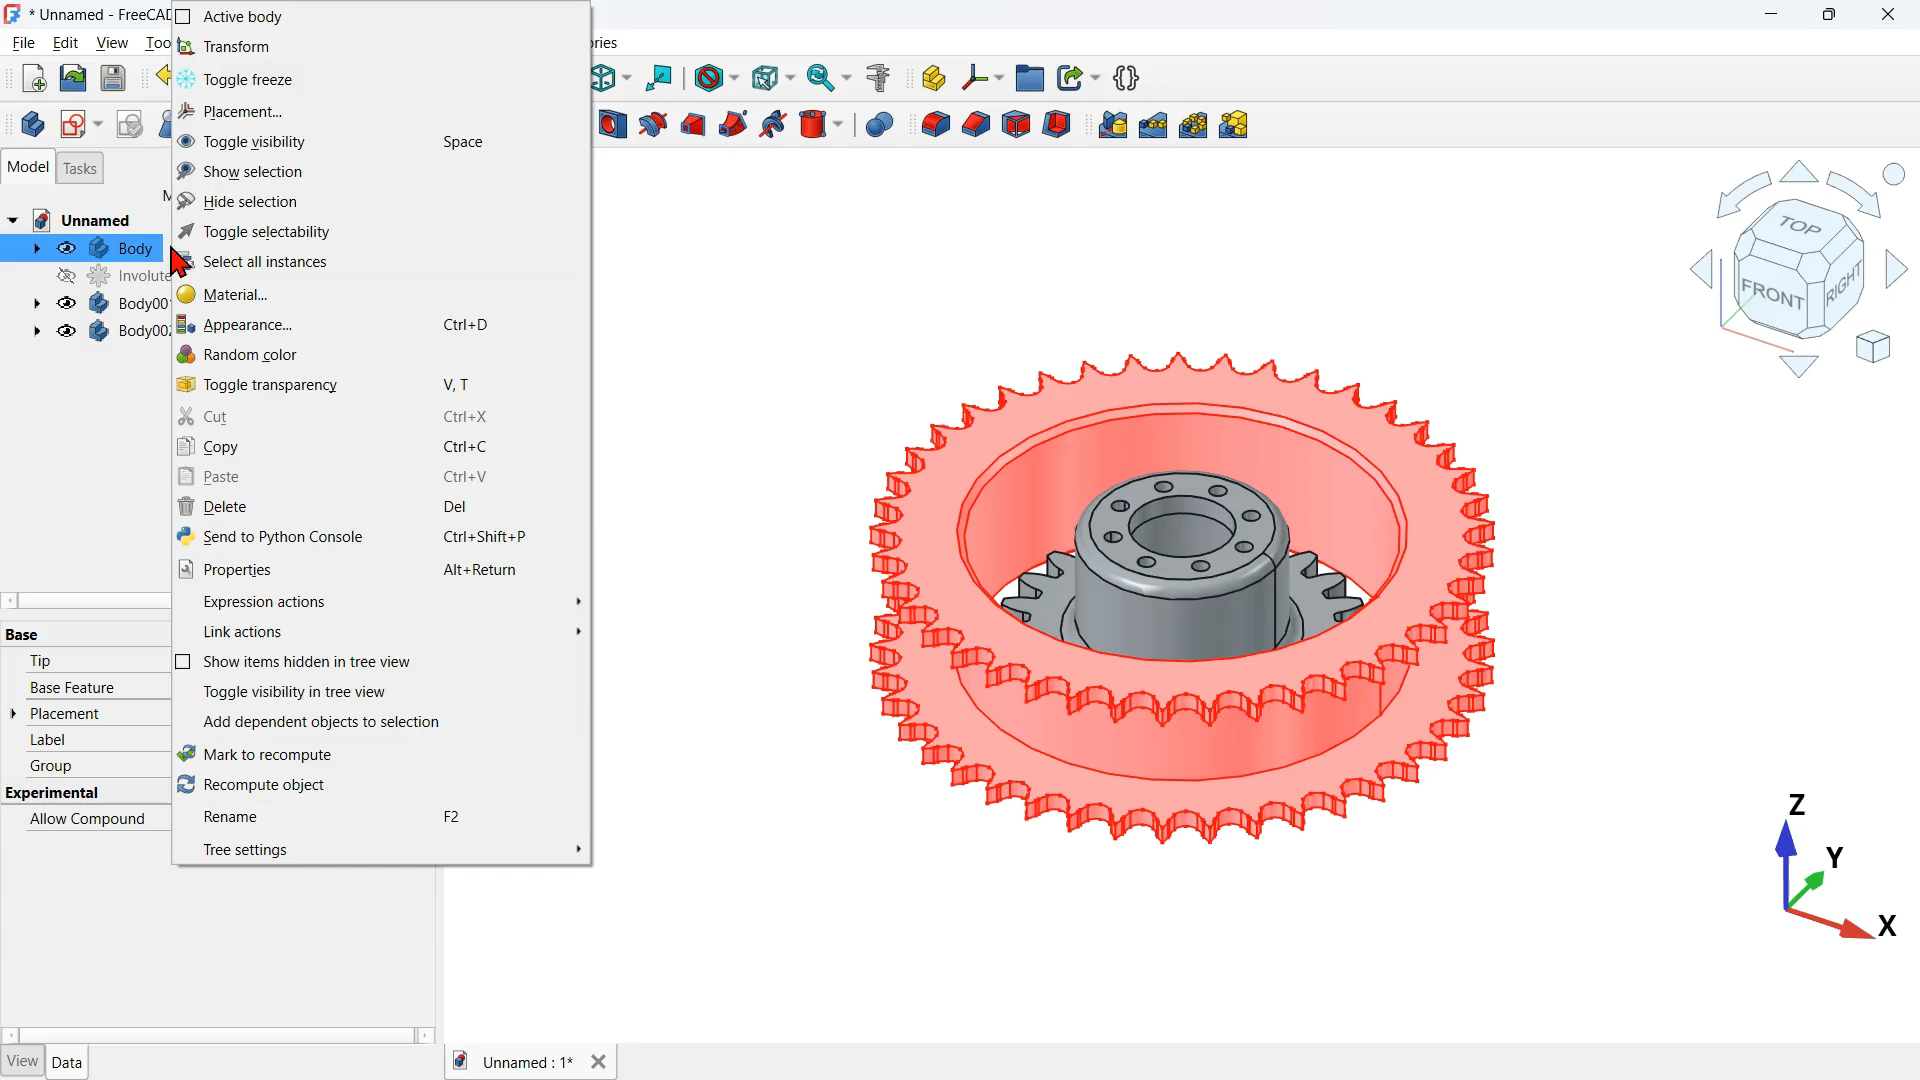 * Unnamed - FreeCAD
File Edit View Too
ries
Model Tasks
Unnamed
Body
Involute
Body00
Body002
Active body
Transform
Toggle freeze
Placement...
Toggle visibility Space
Show selection
Hide selection
Toggle selectability
Select all instances
Material...
Appearance... Ctrl+D
Random color
Toggle transparency V, T
Cut Ctrl+X
Copy Ctrl+C
Paste Ctrl+V
Delete Del
Send to Python Console Ctrl+Shift+P
Properties Alt+Return
Expression actions
Link actions
Show items hidden in tree view
Toggle visibility in tree view
Add dependent objects to selection
Mark to recompute
Recompute object
Rename F2
Tree settings
Base
Tip
Base Feature
Placement
Label
Group
Experimental
Allow Compound
View Data
Unnamed : 1*
TOP
FRONT
RIGHT
Z
Y
X